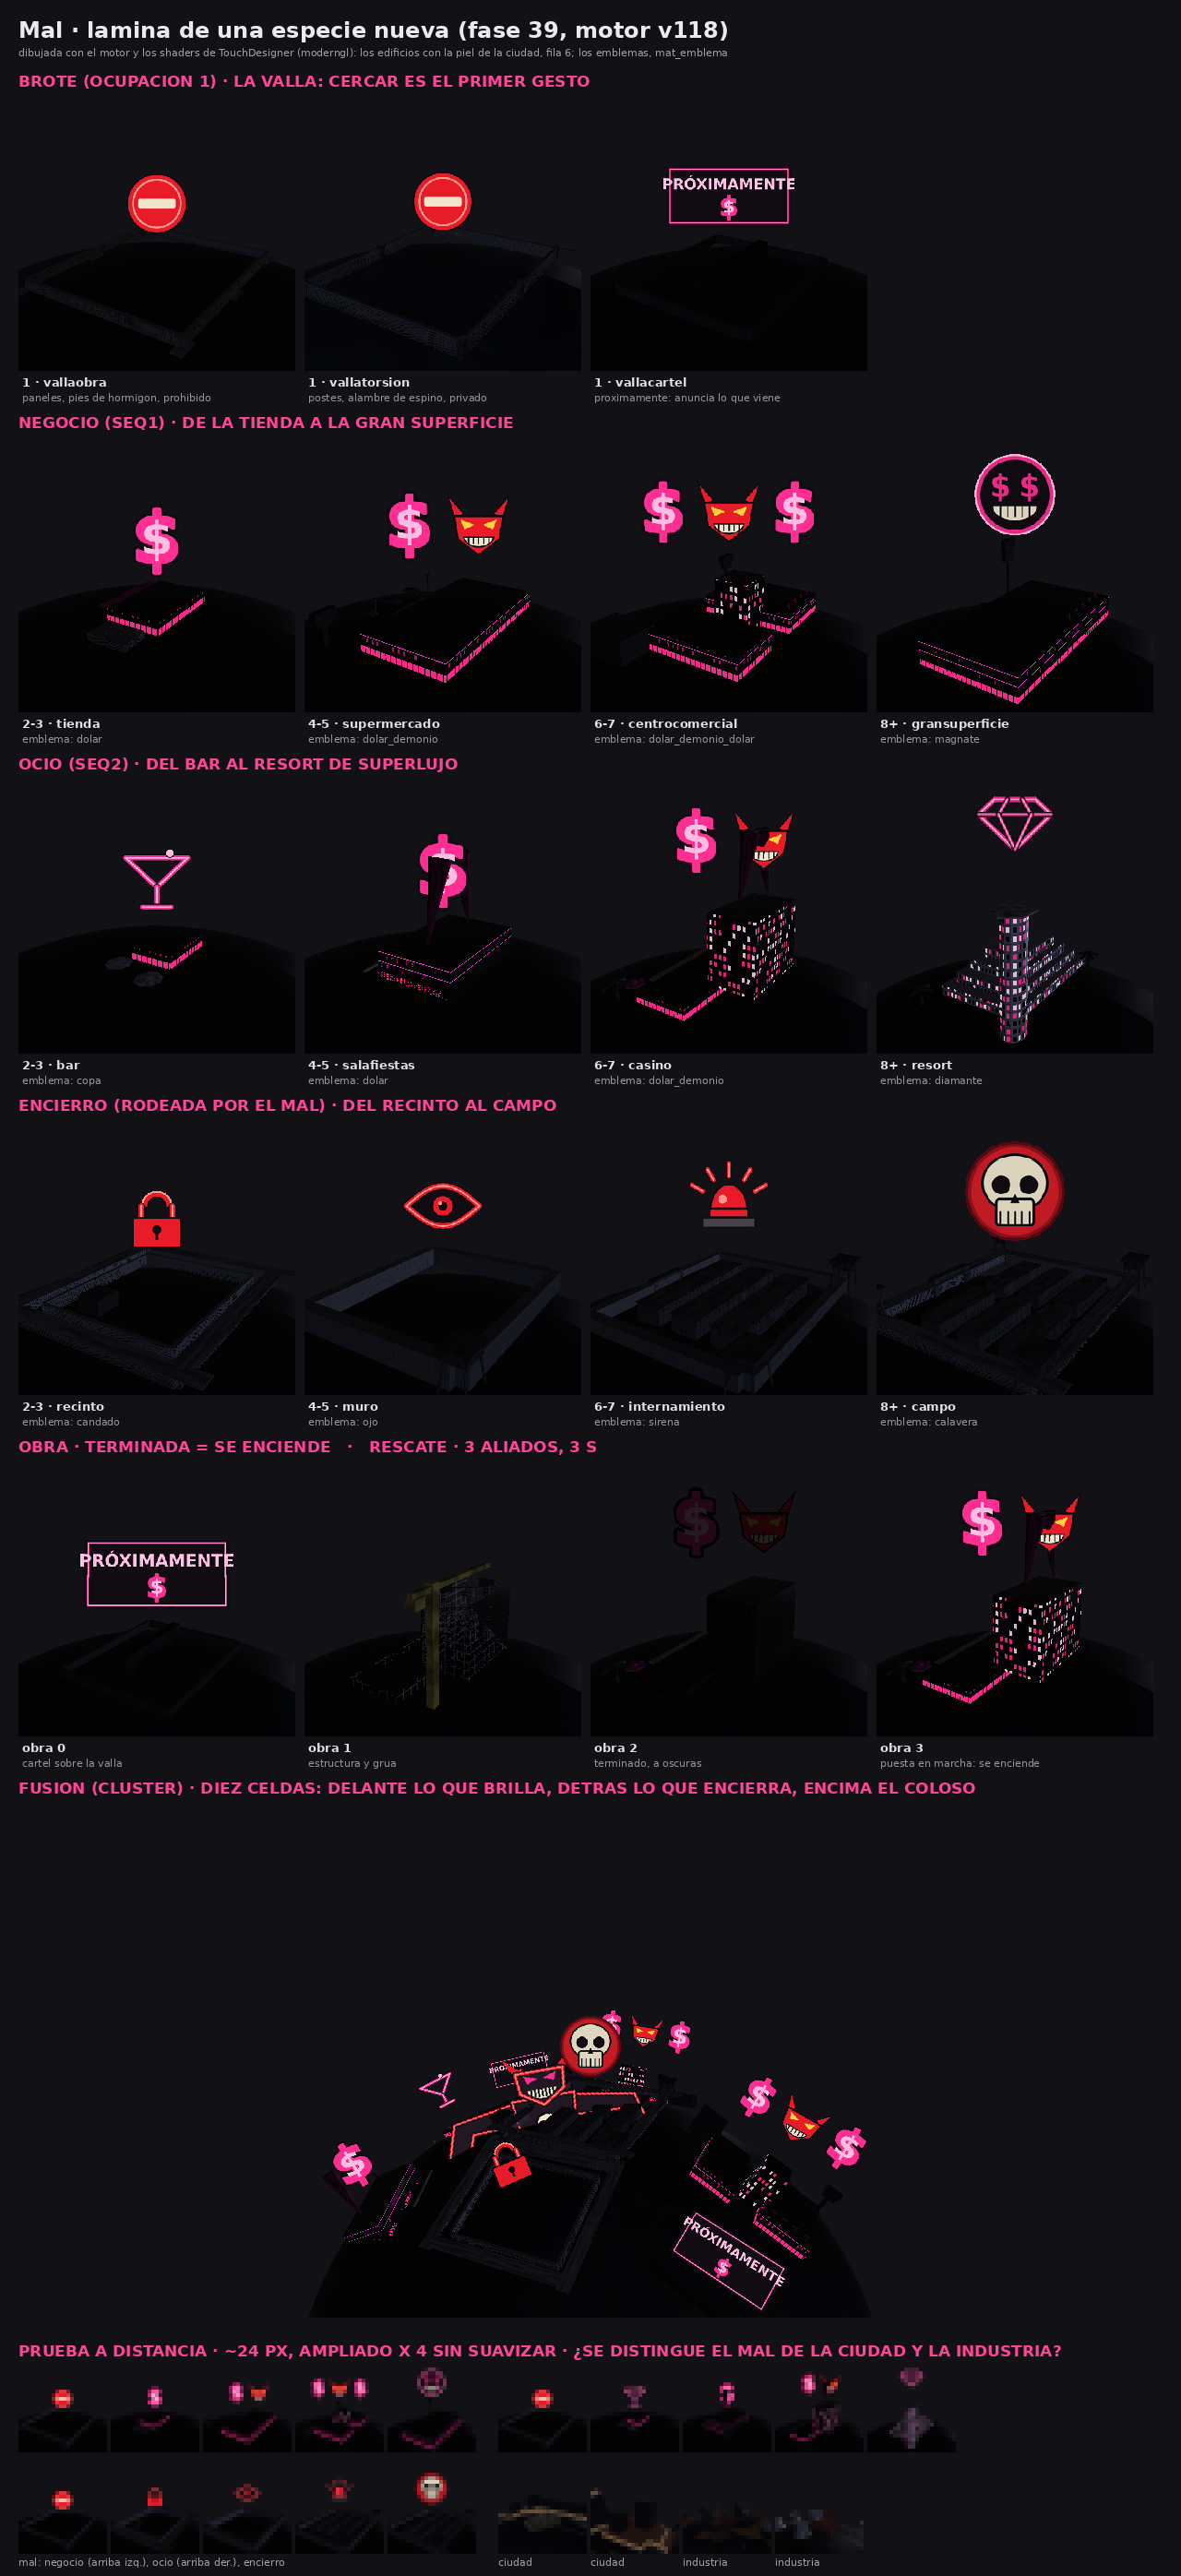 Mal · lamina de una especie nueva (fase 39, motor v118)
dibujada con el motor y los shaders de TouchDesigner (moderngl): los edificios con la piel de la ciudad, fila 6; los emblemas, mat_emblema
BROTE (OCUPACION 1) · LA VALLA: CERCAR ES EL PRIMER GESTO
PRÓXIMAMENTE
$
1 · vallaobra
paneles, pies de hormigon, prohibido
1 · vallatorsion
postes, alambre de espino, privado
1 · vallacartel
proximamente: anuncia lo que viene
NEGOCIO (SEQ1) · DE LA TIENDA A LA GRAN SUPERFICIE
$
$
$ $
$ $
2-3 · tienda
emblema: dolar
4-5 · supermercado
emblema: dolar_demonio
6-7 · centrocomercial
emblema: dolar_demonio_dolar
8+ · gransuperficie
emblema: magnate
OCIO (SEQ2) · DEL BAR AL RESORT DE SUPERLUJO
$
$
2-3 · bar
emblema: copa
4-5 · salafiestas
emblema: dolar
6-7 · casino
emblema: dolar_demonio
8+ · resort
emblema: diamante
ENCIERRO (RODEADA POR EL MAL) · DEL RECINTO AL CAMPO
2-3 · recinto
emblema: candado
4-5 · muro
emblema: ojo
6-7 · internamiento
emblema: sirena
8+ · campo
emblema: calavera
OBRA · TERMINADA = SE ENCIENDE · RESCATE · 3 ALIADOS, 3 S
PRÓXIMAMENTE
$
$
$
obra 0
cartel sobre la valla
obra 1
estructura y grua
obra 2
terminado, a oscuras
obra 3
puesta en marcha: se enciende
FUSION (CLUSTER) · DIEZ CELDAS: DELANTE LO QUE BRILLA, DETRAS LO QUE ENCIERRA, ENCIMA EL COLOSO
$ $
$ $
$
PRÓXIMAMENTE
$
PRUEBA A DISTANCIA · ~24 PX, AMPLIADO X 4 SIN SUAVIZAR · ¿SE DISTINGUE EL MAL DE LA CIUDAD Y LA INDUSTRIA?
mal: negocio (arriba izq.), ocio (arriba der.), encierro
ciudad
ciudad
industria
industria